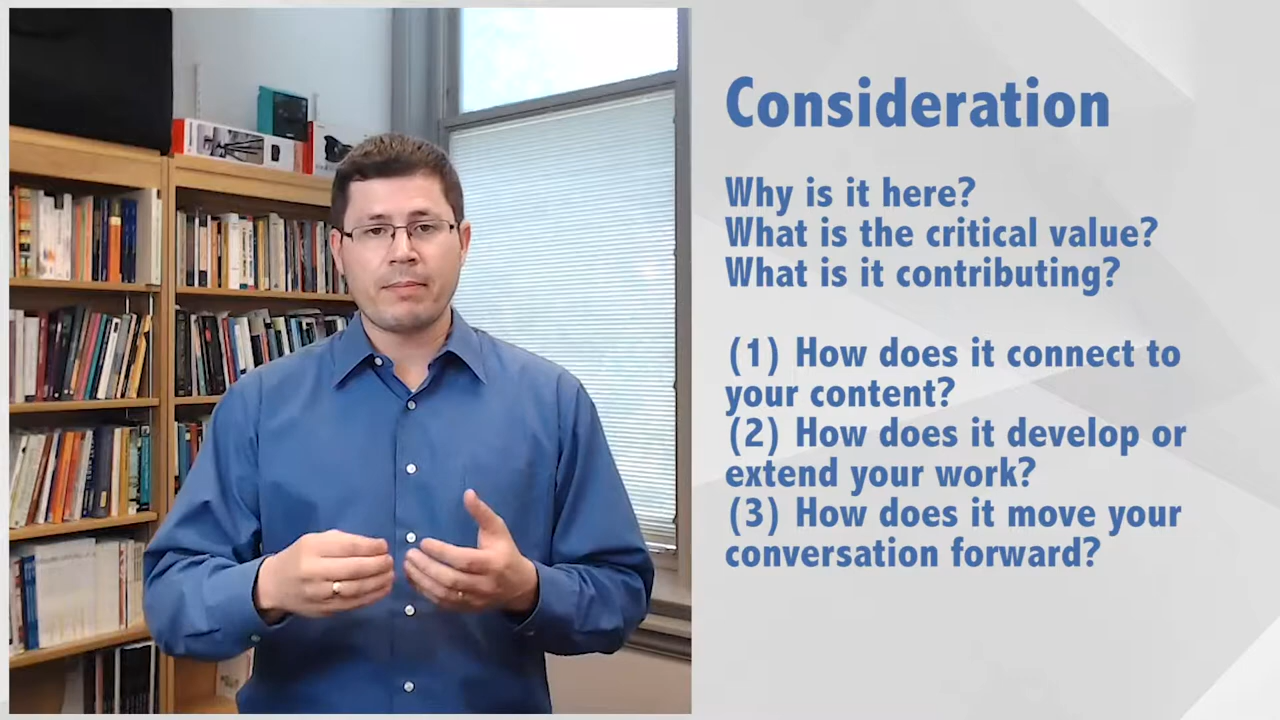 Consideration
Why is it here?
What is the critical value?
What is it contributing?
(1) How does it connect to
your content?
(2) How does it develop or
extend your work?
(3) How does it move your
conversation forward?